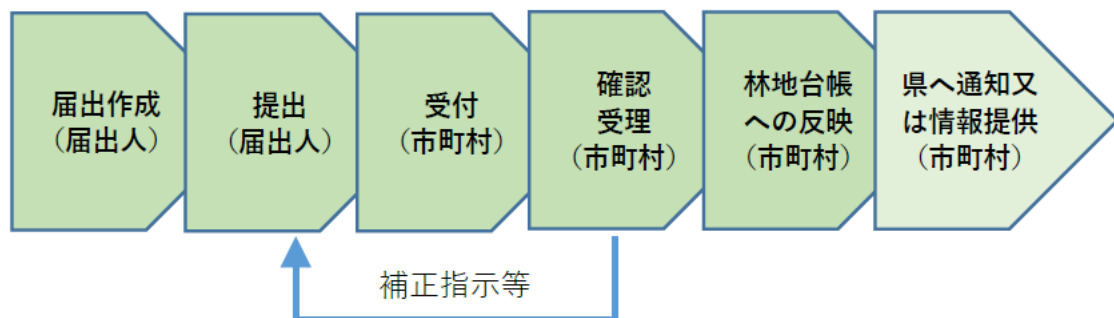 届出作成
（届出人）
提出
（届出人）
受付
（市町村）
確認
受理
（市町村）
林地台帳
への反映
（市町村）
県へ通知又
は情報提供
（市町村）
補正指示等